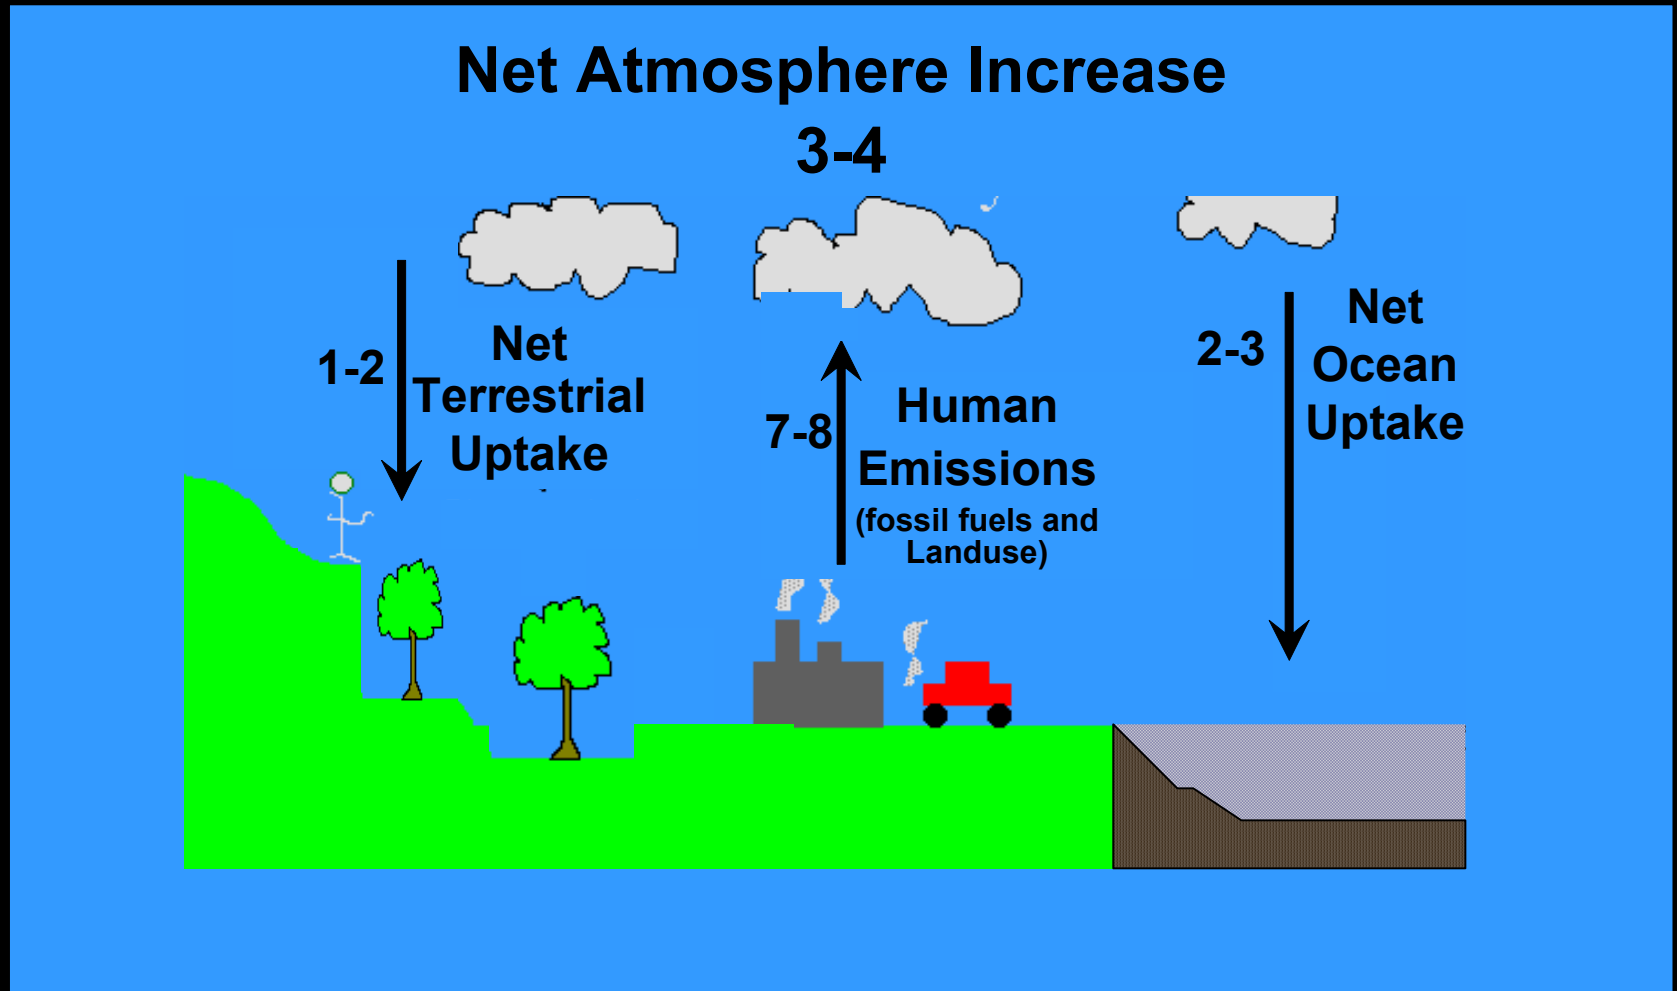 Net Atmosphere Increase
3-4
1-2
Net
Terrestrial
Uptake
7-8
Human
Emissions
(fossil fuels and
Landuse)
2-3
Net
Ocean
Uptake